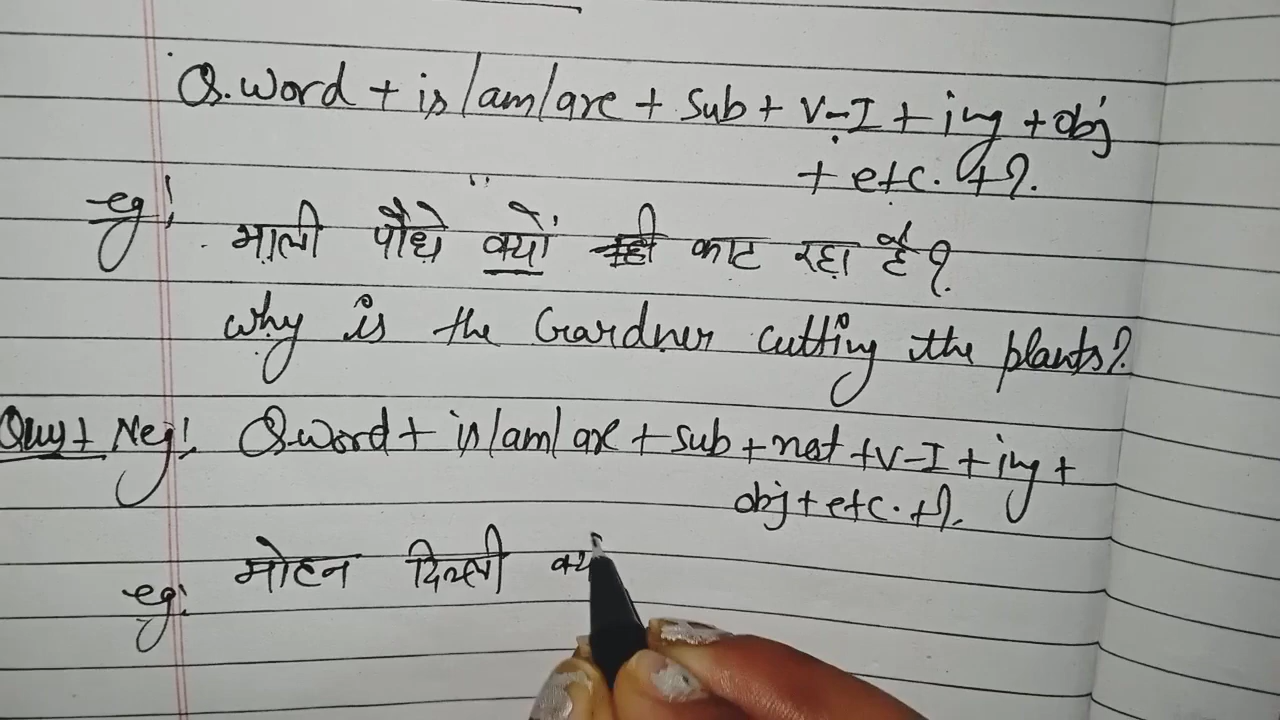 Q.word + is/am/are + sub + V-I + ing + obj
+ etc. + ?.
eg! माली पौधे क्यों नही काट रहा है?
why is the Gardner cutting the plants?
Quy + Neg! Q.word + is/am/are + sub + not + V-I + ing +
obj + etc. + ?.
eg: मोहन दिल्ली क्य